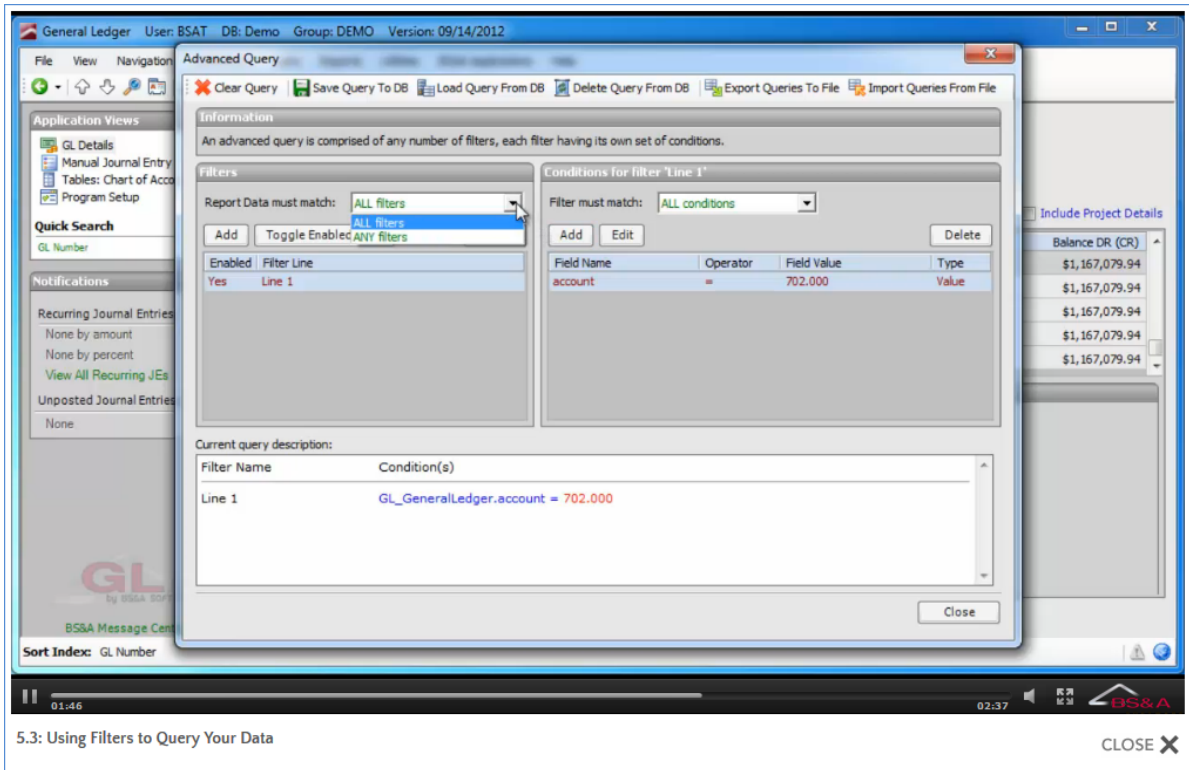 General Ledger User: BSAT DB: Demo Group: DEMO Version: 09/14/2012
File View Navigation
Advanced Query
Clear Query Save Query To DB Load Query From DB Delete Query From DB Export Queries To File Import Queries From File
Application Views
GL Details
Manual Journal Entry
Tables: Chart of Acco
Program Setup
Quick Search
GL Number
Notifications
Recurring Journal Entries
None by amount
None by percent
View All Recurring JEs
Unposted Journal Entries
None
Information
An advanced query is comprised of any number of filters, each filter having its own set of conditions.
Filters
Report Data must match: ALL filters
ALL filters
ANY filters
Add Toggle Enabled
Enabled Filter Line
Yes Line 1
Conditions for filter 'Line 1'
Filter must match: ALL conditions
Add Edit Delete
Field Name Operator Field Value Type
account = 702.000 Value
Current query description:
Filter Name Condition(s)
Line 1 GL_GeneralLedger.account = 702.000
Close
Include Project Details
Balance DR (CR)
$1,167,079.94
$1,167,079.94
$1,167,079.94
$1,167,079.94
$1,167,079.94
GL
BS&A Message Cent
Sort Index: GL Number
01:46
02:37
BS&A
5.3: Using Filters to Query Your Data
CLOSE